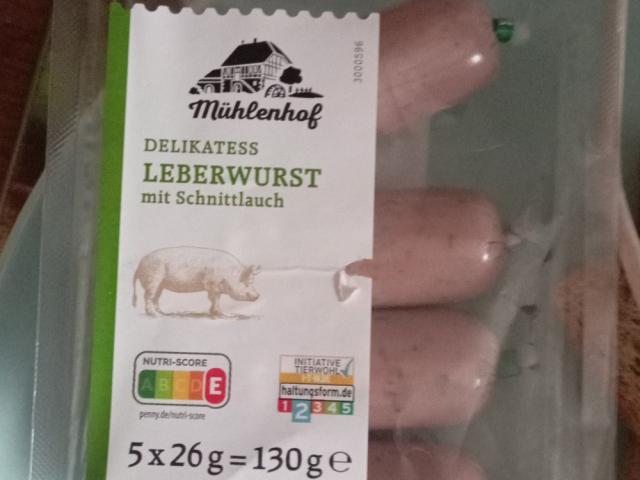 3000596
Mühlenhof
DELIKATESS
LEBERWURST
mit Schnittlauch
NUTRI-SCORE
A B C D E
penny.de/nutri-score
INITIATIVE
TIERWOHL
haltungsform.de
1 2 3 4 5
5 x 26 g = 130 g e